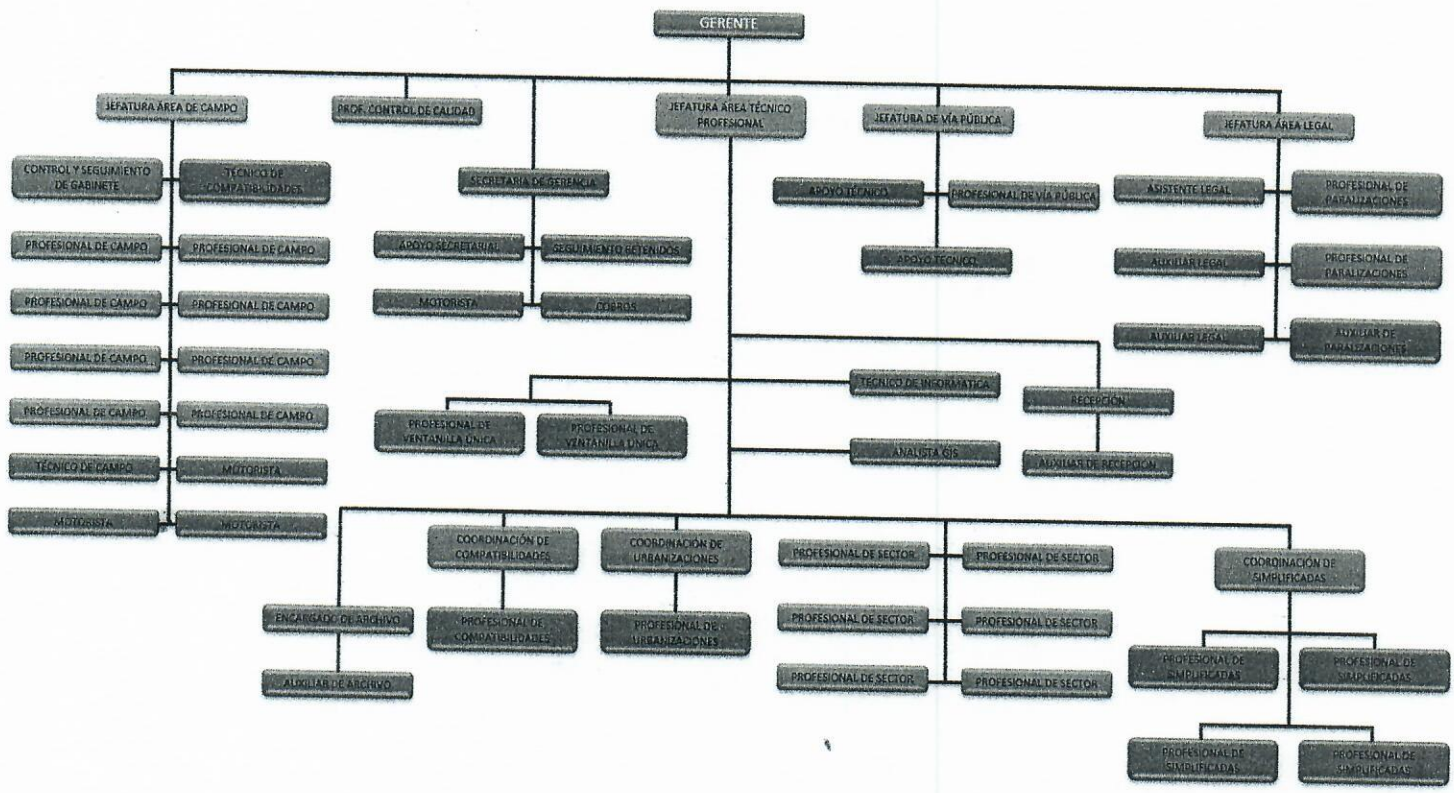 GERENTE
JEFATURA ÁREA DE CAMPO
PROF. CONTROL DE CALIDAD
JEFATURA ÁREA TÉCNICO
PROFESIONAL
JEFATURA DE VÍA PÚBLICA
JEFATURA ÁREA LEGAL
CONTROL Y SEGUIMIENTO
DE GABINETE
TÉCNICO DE
COMPATIBILIDADES
PROFESIONAL DE CAMPO
PROFESIONAL DE CAMPO
PROFESIONAL DE CAMPO
PROFESIONAL DE CAMPO
PROFESIONAL DE CAMPO
PROFESIONAL DE CAMPO
PROFESIONAL DE CAMPO
PROFESIONAL DE CAMPO
TÉCNICO DE CAMPO
MOTORISTA
MOTORISTA
MOTORISTA
SECRETARIA DE GERENCIA
APOYO SECRETARIAL
SEGUIMIENTO RETENIDOS
MOTORISTA
COBROS
APOYO TÉCNICO
PROFESIONAL DE VÍA PÚBLICA
APOYO TÉCNICO
ASISTENTE LEGAL
PROFESIONAL DE
PARALIZACIONES
AUXILIAR LEGAL
PROFESIONAL DE
PARALIZACIONES
AUXILIAR LEGAL
AUXILIAR DE
PARALIZACIONES
PROFESIONAL DE
VENTANILLA ÚNICA
PROFESIONAL DE
VENTANILLA ÚNICA
TECNICO DE INFORMATICA
ANALISTA GIS
RECEPCIÓN
AUXILIAR DE RECEPCIÓN
ENCARGADO DE ARCHIVO
AUXILIAR DE ARCHIVO
COORDINACIÓN DE
COMPATIBILIDADES
PROFESIONAL DE
COMPATIBILIDADES
COORDINACIÓN DE
URBANIZACIONES
PROFESIONAL DE
URBANIZACIONES
PROFESIONAL DE SECTOR
PROFESIONAL DE SECTOR
PROFESIONAL DE SECTOR
PROFESIONAL DE SECTOR
PROFESIONAL DE SECTOR
PROFESIONAL DE SECTOR
COORDINACIÓN DE
SIMPLIFICADAS
PROFESIONAL DE
SIMPLIFICADAS
PROFESIONAL DE
SIMPLIFICADAS
PROFESIONAL DE
SIMPLIFICADAS
PROFESIONAL DE
SIMPLIFICADAS